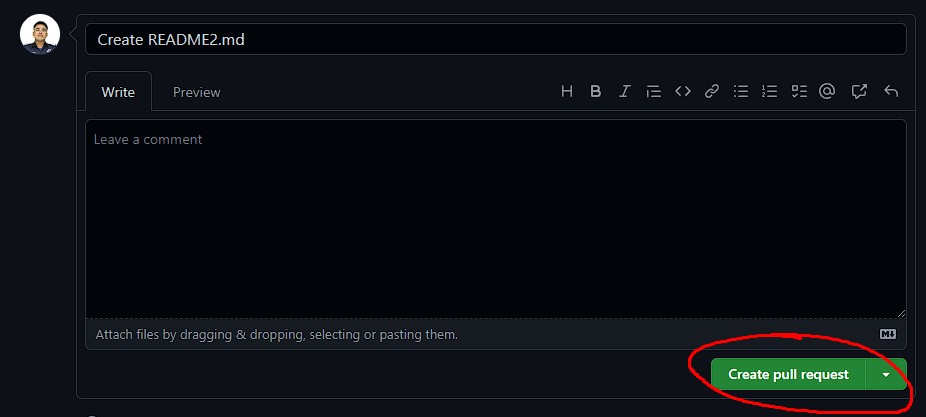 Create README2.md
Write Preview
Leave a comment
Attach files by dragging & dropping, selecting or pasting them.
Create pull request